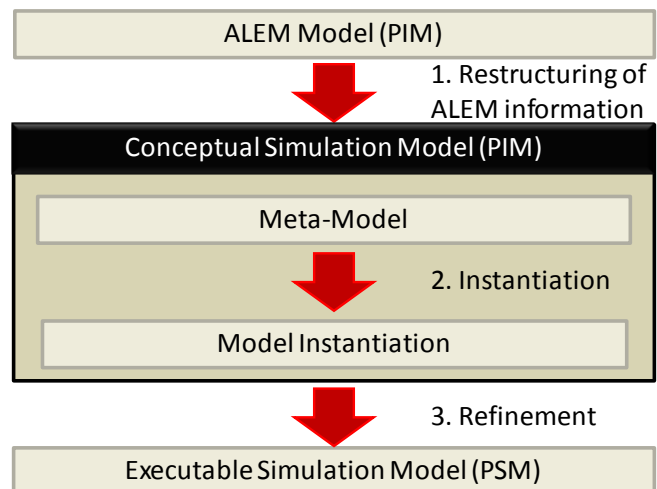 ALEM Model (PIM)
1. Restructuring of
ALEM information
Conceptual Simulation Model (PIM)
Meta-Model
2. Instantiation
Model Instantiation
3. Refinement
Executable Simulation Model (PSM)